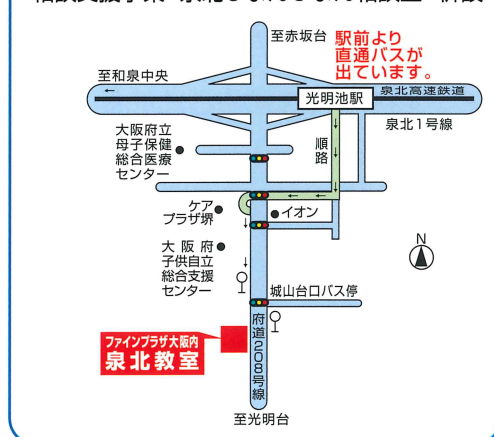 至赤坂台
駅前より
直通バスが
出ています。
至和泉中央
光明池駅
泉北高速鉄道
泉北1号線
大阪府立
母子保健
総合医療
センター
順路
ケア
プラザ堺
イオン
大阪府
子供自立
総合支援
センター
N
城山台口バス停
ファインプラザ大阪内
泉北教室
府道208号線
至光明台